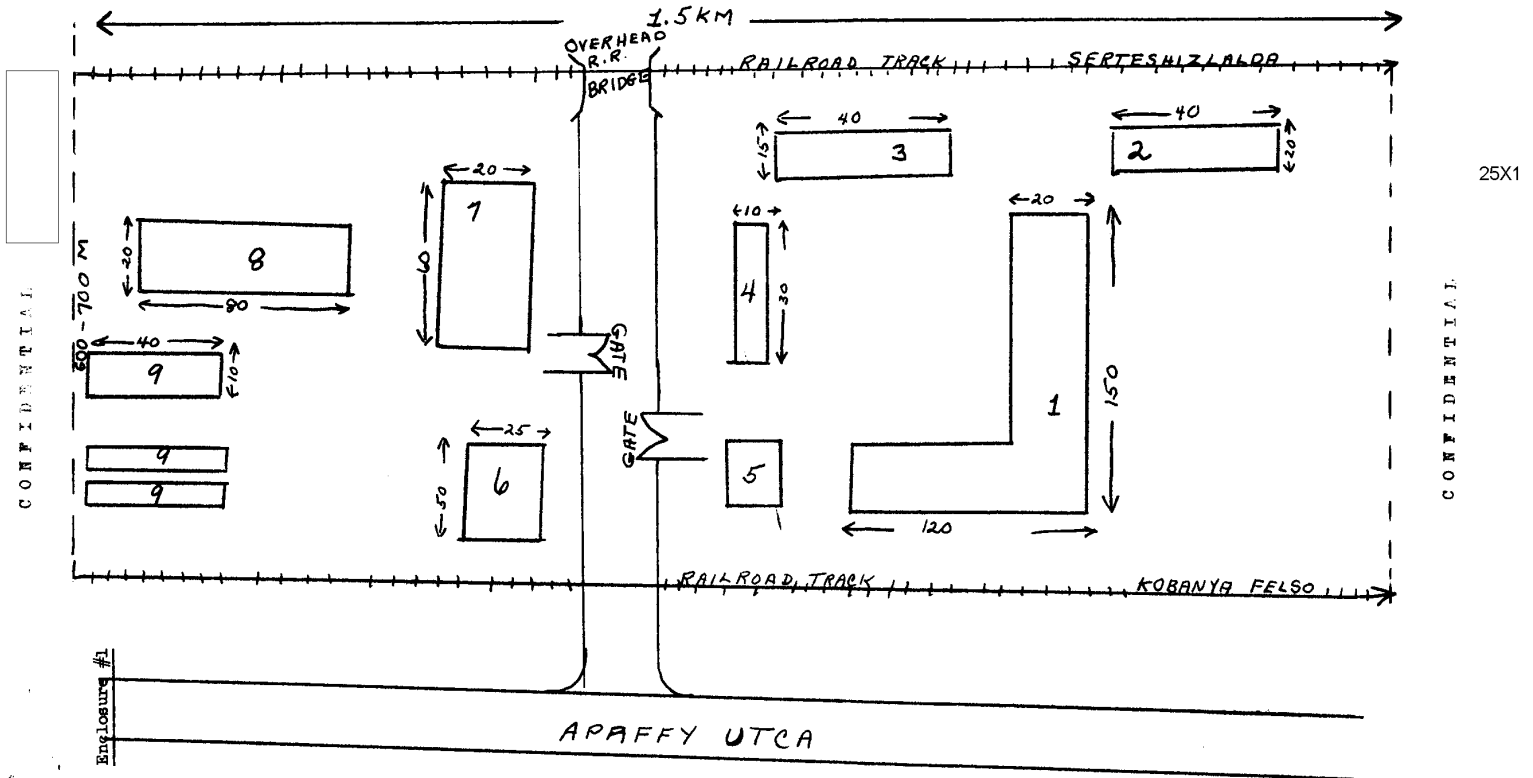 1.5 KM
OVERHEAD
R.R.
BRIDGE
RAILROAD TRACK
SERTESHIZLALDA
40
15
3
40
2
20
25X1
20
7
60
10
4
30
20
1
150
120
20
8
80
600-700 M
40
9
10
9
9
GATE
GATE
25
6
50
5
CONFIDENTIAL
CONFIDENTIAL
RAILROAD TRACK
KOBANYA FELSO
Enclosure #1
APAFFY UTCA